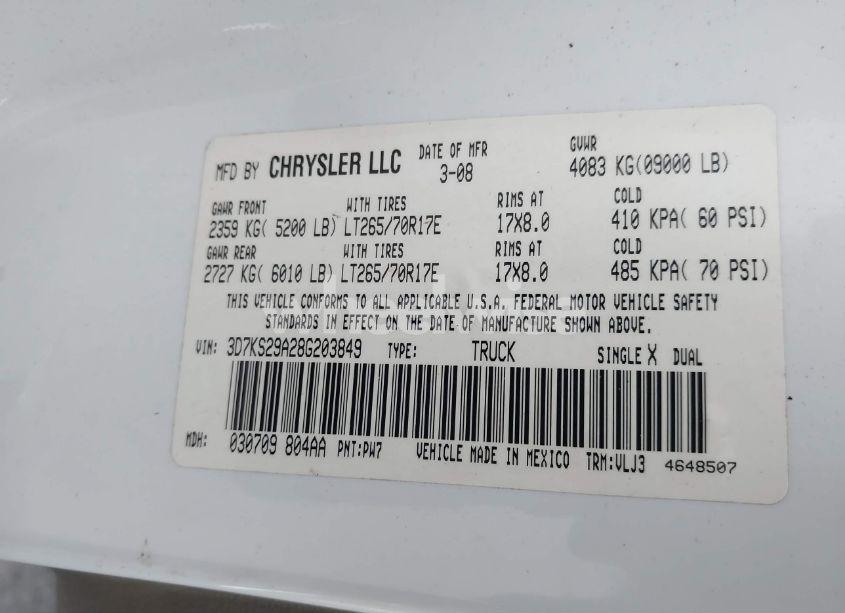 MFD BY CHRYSLER LLC DATE OF MFR 3-08 GVWR 4083 KG(09000 LB)
GAWR FRONT WITH TIRES RIMS AT COLD
2359 KG( 5200 LB) LT265/70R17E 17X8.0 410 KPA( 60 PSI)
GAWR REAR WITH TIRES RIMS AT COLD
2727 KG( 6010 LB) LT265/70R17E 17X8.0 485 KPA( 70 PSI)
THIS VEHICLE CONFORMS TO ALL APPLICABLE U.S.A. FEDERAL MOTOR VEHICLE SAFETY
STANDARDS IN EFFECT ON THE DATE OF MANUFACTURE SHOWN ABOVE.
VIN: 3D7KS29A28G203849 TYPE: TRUCK SINGLE X DUAL
MDH: 030709 804AA PNT:PW7 VEHICLE MADE IN MEXICO TRM:VLJ3 4648507